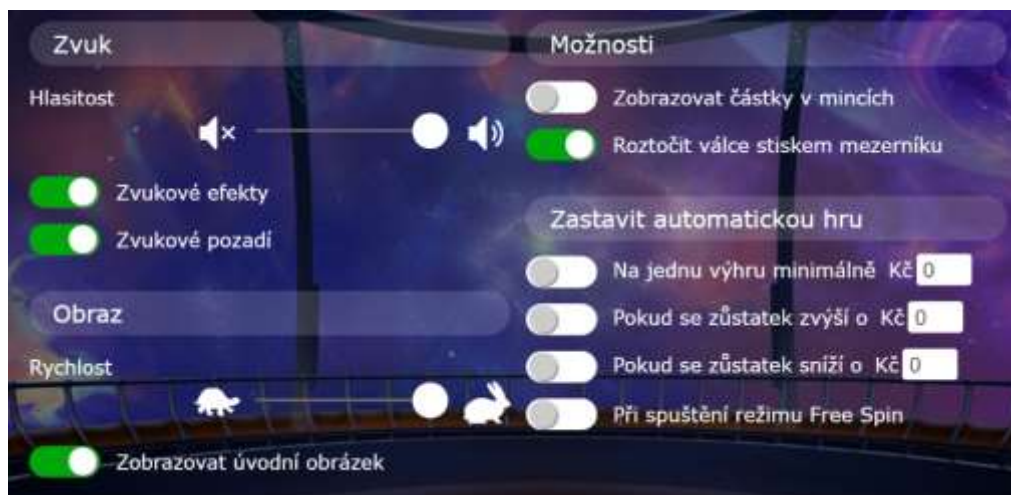 Zvuk
Hlasitost
Zvukové efekty
Zvukové pozadí
Obraz
Rychlost
Zobrazovat úvodní obrázek
Možnosti
Zobrazovat částky v mincích
Roztočit válce stiskem mezerníku
Zastavit automatickou hru
Na jednu výhru minimálně Kč 0
Pokud se zůstatek zvýší o Kč 0
Pokud se zůstatek sníží o Kč 0
Při spuštění režimu Free Spin